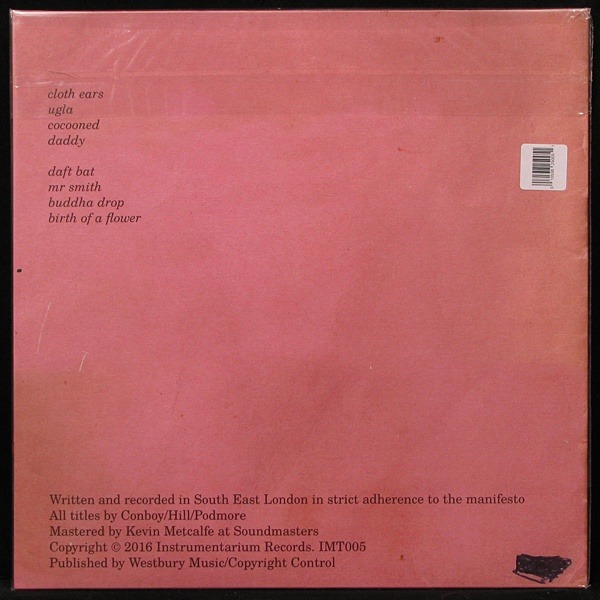 cloth ears
ugla
cocooned
daddy
daft bat
mr smith
buddha drop
birth of a flower
Written and recorded in South East London in strict adherence to the manifesto
All titles by Conboy/Hill/Podmore
Mastered by Kevin Metcalfe at Soundmasters
Copyright © 2016 Instrumentarium Records. IMT005
Published by Westbury Music/Copyright Control